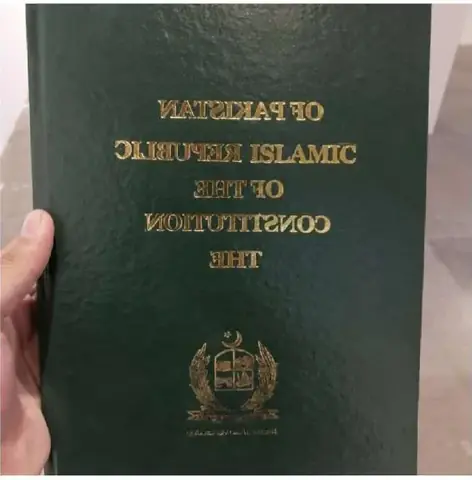 OF PAKISTAN
ISLAMIC REPUBLIC
OF THE
CONSTITUTION
THE